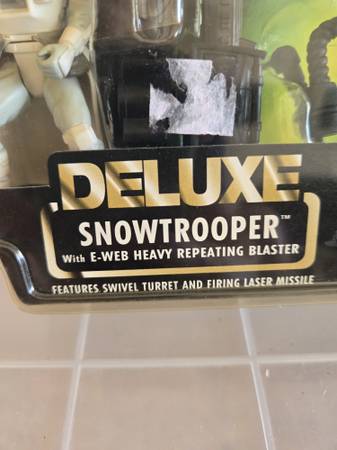 DELUXE
SNOWTROOPER™
With E-WEB HEAVY REPEATING BLASTER
FEATURES SWIVEL TURRET AND FIRING LASER MISSILE